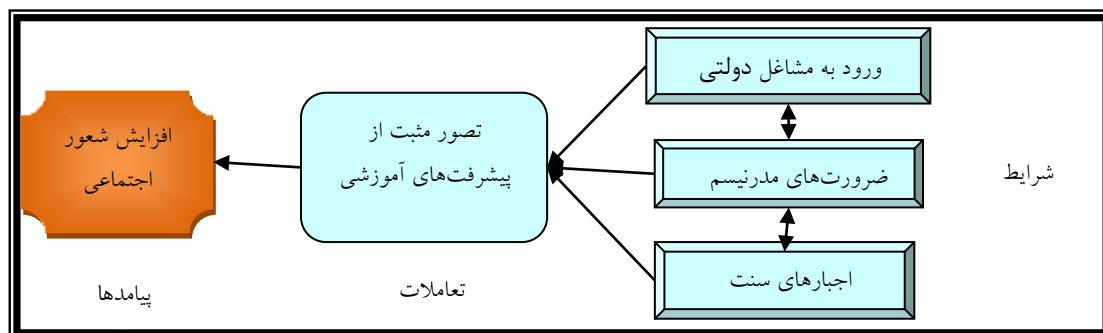 ورود به مشاغل دولتی
ضرورت‌های مدرنیسم
اجبارهای سنت
شرایط
تصور مثبت از
پیشرفت‌های آموزشی
تعاملات
افزایش شعور
اجتماعی
پیامدها